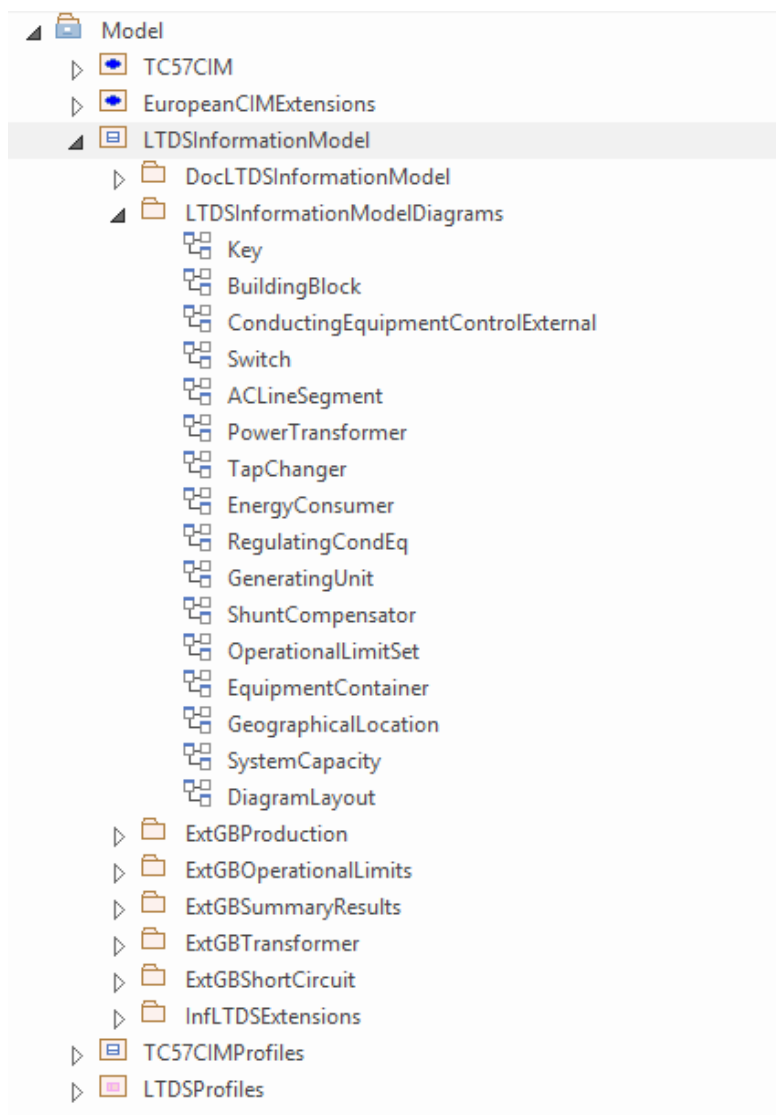 Model
TC57CIM
EuropeanCIMExtensions
LTDSInformationModel
DocLTDSInformationModel
LTDSInformationModelDiagrams
Key
BuildingBlock
ConductingEquipmentControlExternal
Switch
ACLineSegment
PowerTransformer
TapChanger
EnergyConsumer
RegulatingCondEq
GeneratingUnit
ShuntCompensator
OperationalLimitSet
EquipmentContainer
GeographicalLocation
SystemCapacity
DiagramLayout
ExtGBProduction
ExtGBOperationalLimits
ExtGBSummaryResults
ExtGBTransformer
ExtGBShortCircuit
InfLTDSExtensions
TC57CIMProfiles
LTDSProfiles